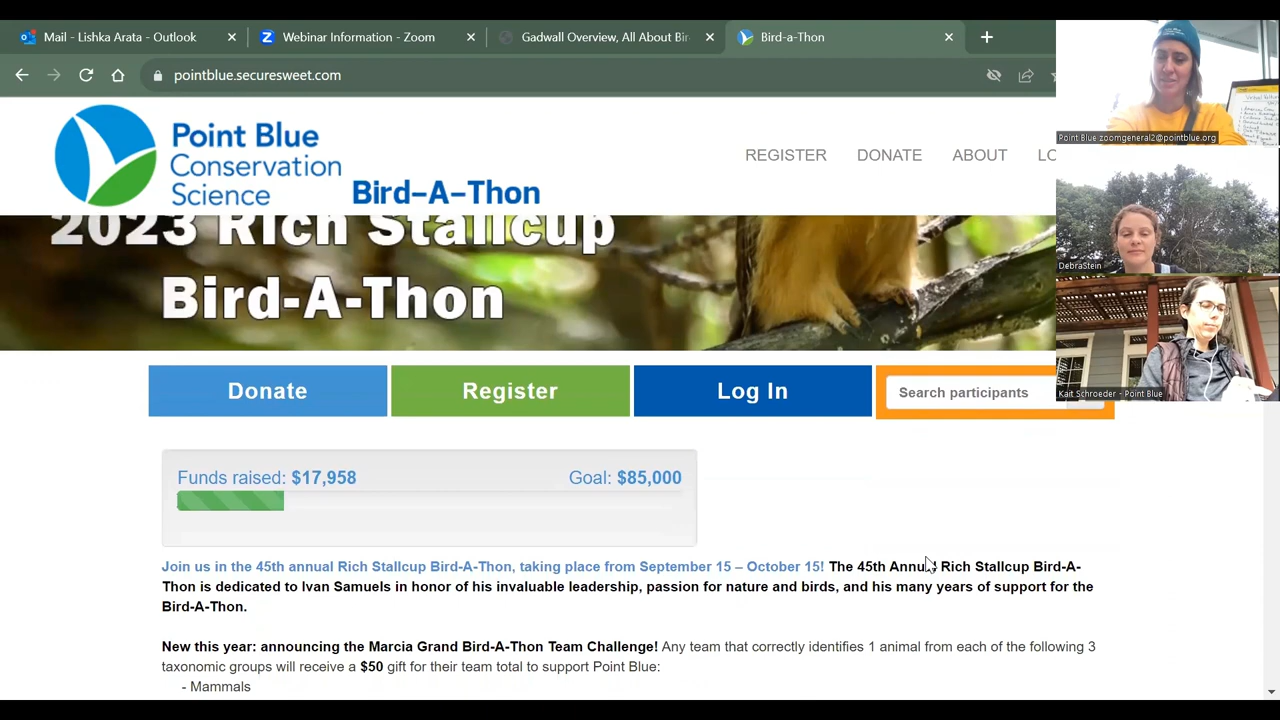 Mail - Lishka Arata - Outlook
Webinar Information - Zoom
Gadwall Overview, All About Bir
Bird-a-Thon
pointblue.securesweet.com
Point Blue
Conservation
Science
Bird-A-Thon
REGISTER
DONATE
ABOUT
LO
2023 Rich Stallcup
Bird-A-Thon
Donate
Register
Log In
Search participants
Point Blue zoomgeneral2@pointblue.org
DebraStein
Kait Schroeder - Point Blue
Funds raised: $17,958
Goal: $85,000
Join us in the 45th annual Rich Stallcup Bird-A-Thon, taking place from September 15 – October 15! The 45th Annual Rich Stallcup Bird-A-
Thon is dedicated to Ivan Samuels in honor of his invaluable leadership, passion for nature and birds, and his many years of support for the
Bird-A-Thon.
New this year: announcing the Marcia Grand Bird-A-Thon Team Challenge! Any team that correctly identifies 1 animal from each of the following 3
taxonomic groups will receive a $50 gift for their team total to support Point Blue:
- Mammals